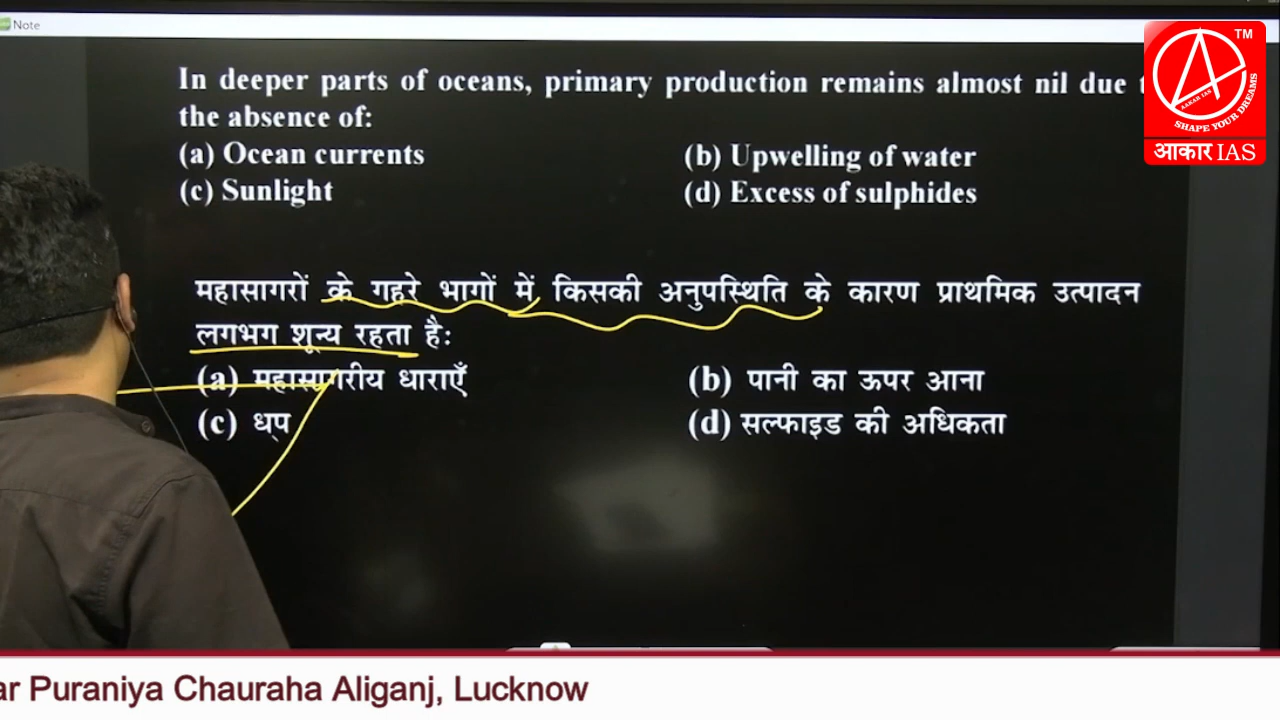 Note
TM
In deeper parts of oceans, primary production remains almost nil due
the absence of:
(a) Ocean currents (b) Upwelling of water
(c) Sunlight (d) Excess of sulphides
AAKAR IAS
SHAPE YOUR DREAMS
आकार IAS
महासागरों के गहरे भागों में किसकी अनुपस्थिति के कारण प्राथमिक उत्पादन
लगभग शून्य रहता है:
(a) महासागरीय धाराएँ (b) पानी का ऊपर आना
(c) धूप (d) सल्फाइड की अधिकता
Puraniya Chauraha Aliganj, Lucknow